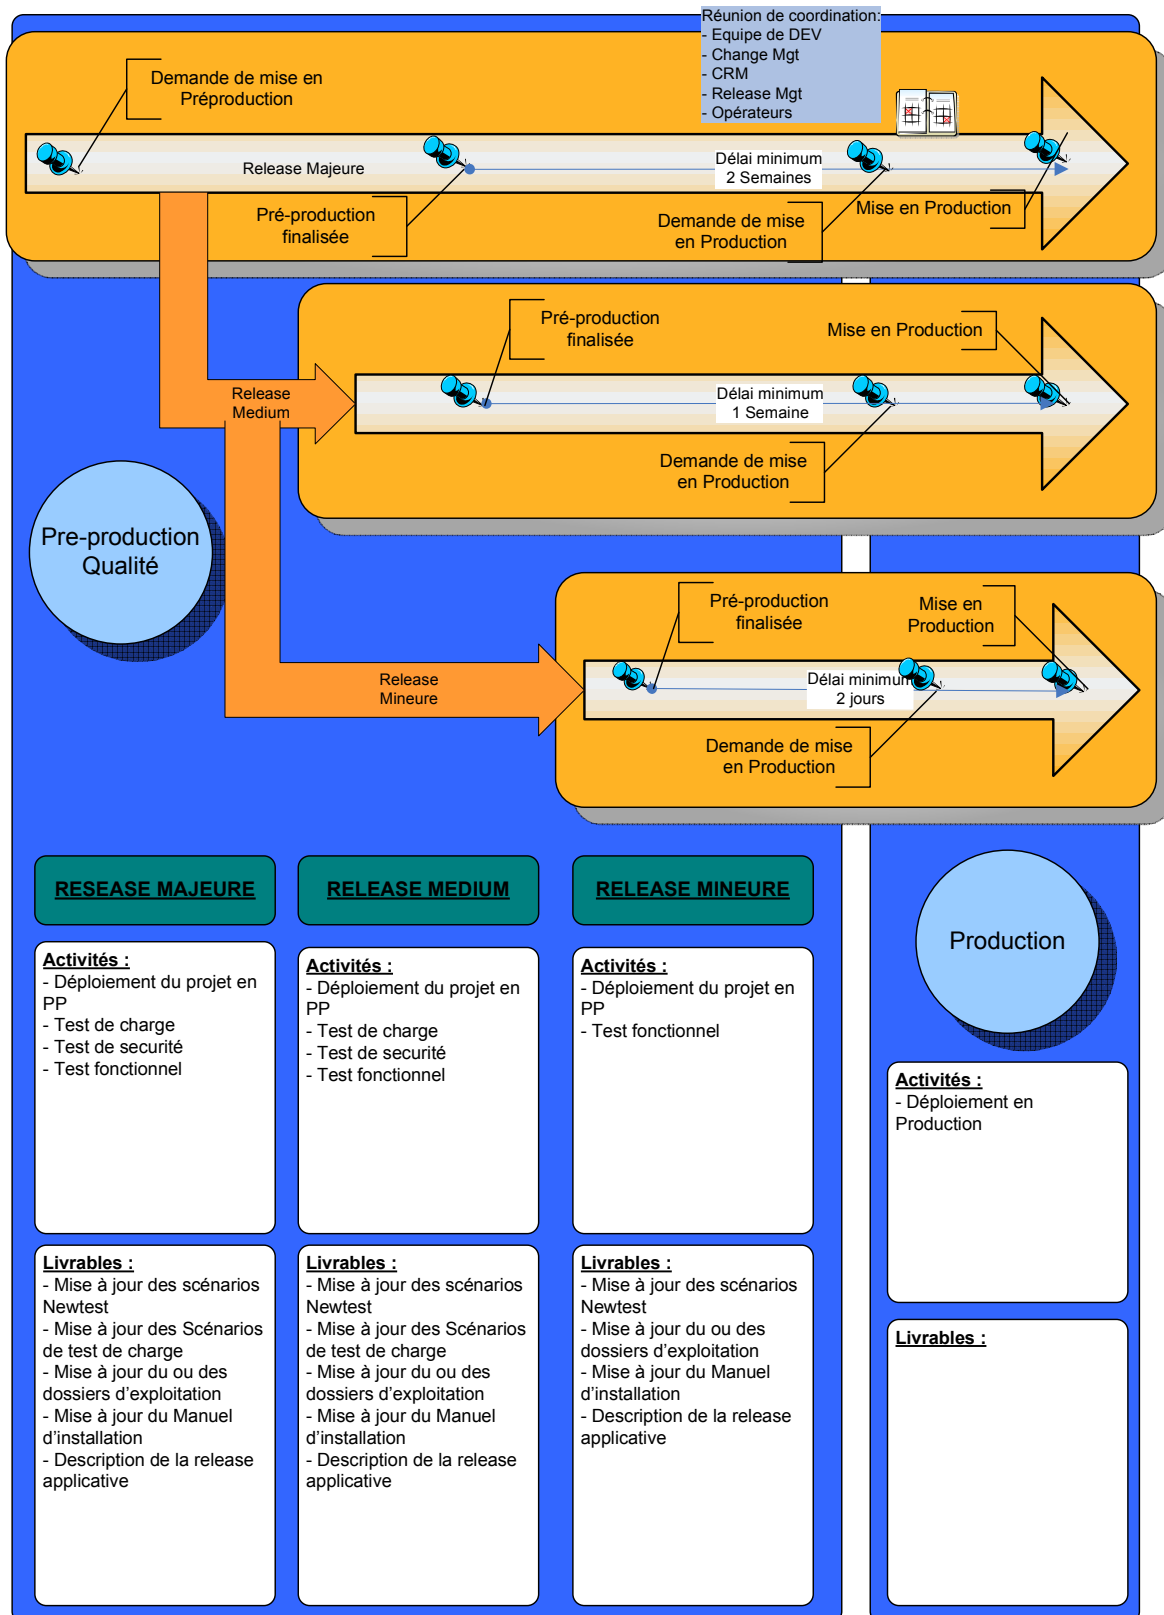 Réunion de coordination:
- Equipe de DEV
- Change Mgt
- CRM
- Release Mgt
- Opérateurs
Demande de mise en
Préproduction
Release Majeure
Délai minimum
2 Semaines
Pré-production
finalisée
Demande de mise
en Production
Mise en Production
Pré-production
finalisée
Mise en Production
Release
Medium
Délai minimum
1 Semaine
Demande de mise
en Production
Pre-production
Qualité
Pré-production
finalisée
Mise en
Production
Release
Mineure
Délai minimum
2 jours
Demande de mise
en Production
RESEASE MAJEURE
RELEASE MEDIUM
RELEASE MINEURE
Production
Activités :
- Déploiement du projet en
PP
- Test de charge
- Test de securité
- Test fonctionnel
Activités :
- Déploiement du projet en
PP
- Test de charge
- Test de securité
- Test fonctionnel
Activités :
- Déploiement du projet en
PP
- Test fonctionnel
Activités :
- Déploiement en
Production
Livrables :
- Mise à jour des scénarios
Newtest
- Mise à jour des Scénarios
de test de charge
- Mise à jour du ou des
dossiers d’exploitation
- Mise à jour du Manuel
d’installation
- Description de la release
applicative
Livrables :
- Mise à jour des scénarios
Newtest
- Mise à jour des Scénarios
de test de charge
- Mise à jour du ou des
dossiers d’exploitation
- Mise à jour du Manuel
d’installation
- Description de la release
applicative
Livrables :
- Mise à jour des scénarios
Newtest
- Mise à jour du ou des
dossiers d’exploitation
- Mise à jour du Manuel
d’installation
- Description de la release
applicative
Livrables :